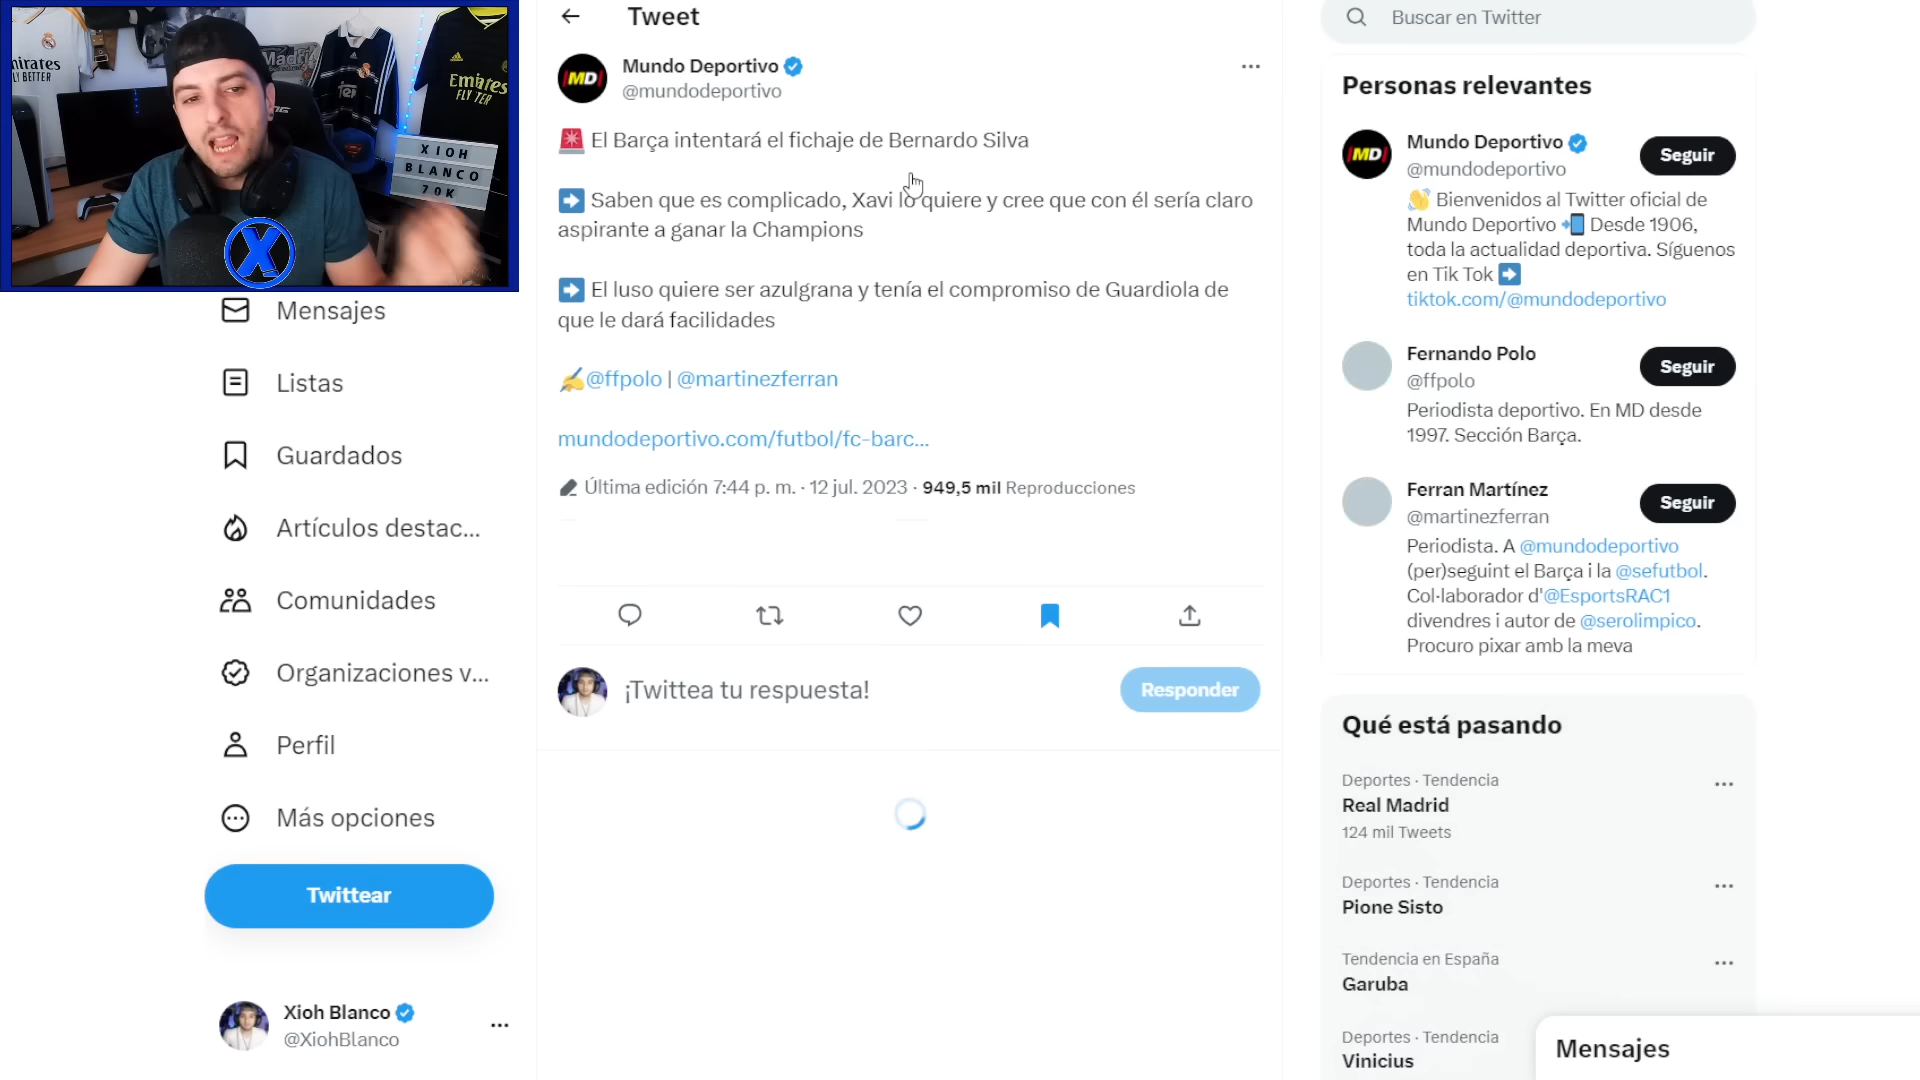 Emirates
FLY BETTER
Madrid
Emirates
XIOH
BLANCO
70K
X
Mensajes
Listas
Guardados
Artículos destac...
Comunidades
Organizaciones v...
Perfil
Más opciones
Twittear
Xioh Blanco
@XiohBlanco
Tweet
MD
Mundo Deportivo
@mundodeportivo
El Barça intentará el fichaje de Bernardo Silva
Saben que es complicado, Xavi lo quiere y cree que con él sería claro
aspirante a ganar la Champions
El luso quiere ser azulgrana y tenía el compromiso de Guardiola de
que le dará facilidades
@ffpolo | @martinezferran
mundodeportivo.com/futbol/fc-barc...
Última edición 7:44 p. m. · 12 jul. 2023 · 949,5 mil Reproducciones
¡Twittea tu respuesta!
Responder
Buscar en Twitter
Personas relevantes
MD
Mundo Deportivo
@mundodeportivo
Seguir
Bienvenidos al Twitter oficial de
Mundo Deportivo Desde 1906,
toda la actualidad deportiva. Síguenos
en Tik Tok
tiktok.com/@mundodeportivo
Fernando Polo
@ffpolo
Seguir
Periodista deportivo. En MD desde
1997. Sección Barça.
Ferran Martínez
@martinezferran
Seguir
Periodista. A @mundodeportivo
(per)seguint el Barça i la @sefutbol.
Col·laborador d'@EsportsRAC1
divendres i autor de @serolimpico.
Procuro pixar amb la meva
Qué está pasando
Deportes · Tendencia
Real Madrid
124 mil Tweets
Deportes · Tendencia
Pione Sisto
Tendencia en España
Garuba
Deportes · Tendencia
Vinicius
Mensajes